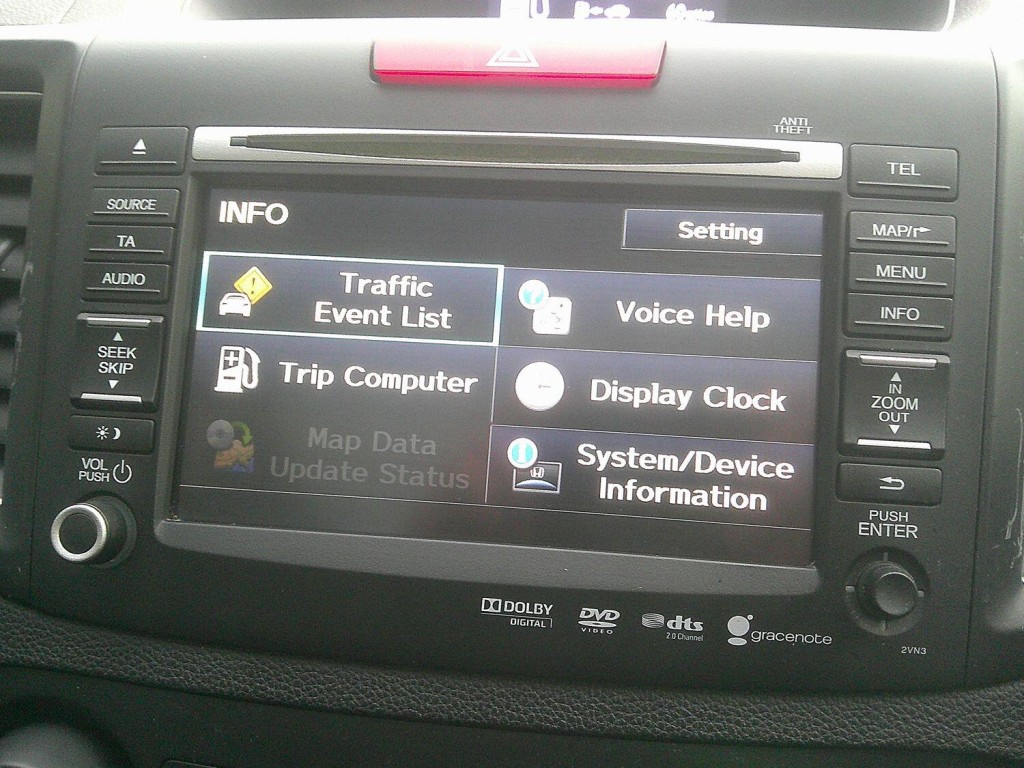 ANTI
THEFT
TEL
SOURCE
TA
AUDIO
SEEK
SKIP
VOL
PUSH
INFO
Setting
Traffic
Event List
Voice Help
Trip Computer
Display Clock
Map Data
Update Status
System/Device
Information
MAP/
MENU
INFO
IN
ZOOM
OUT
PUSH
ENTER
DOLBY
DIGITAL
DVD
VIDEO
dts
2.0 Channel
gracenote
2VN3